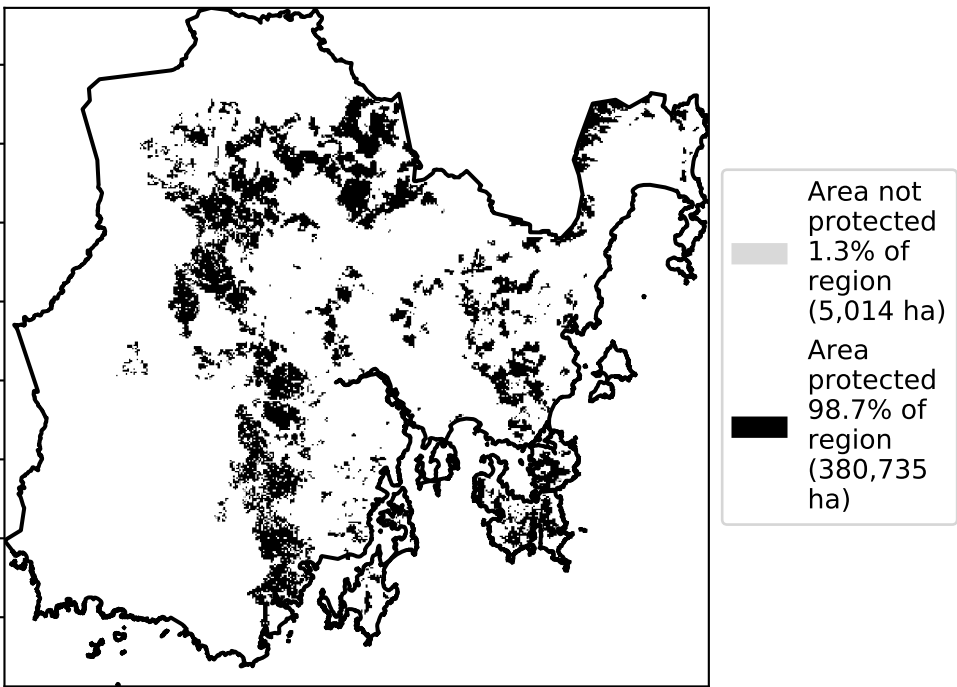 Area not
protected
1.3% of
region
(5,014 ha)
Area
protected
98.7% of
region
(380,735
ha)